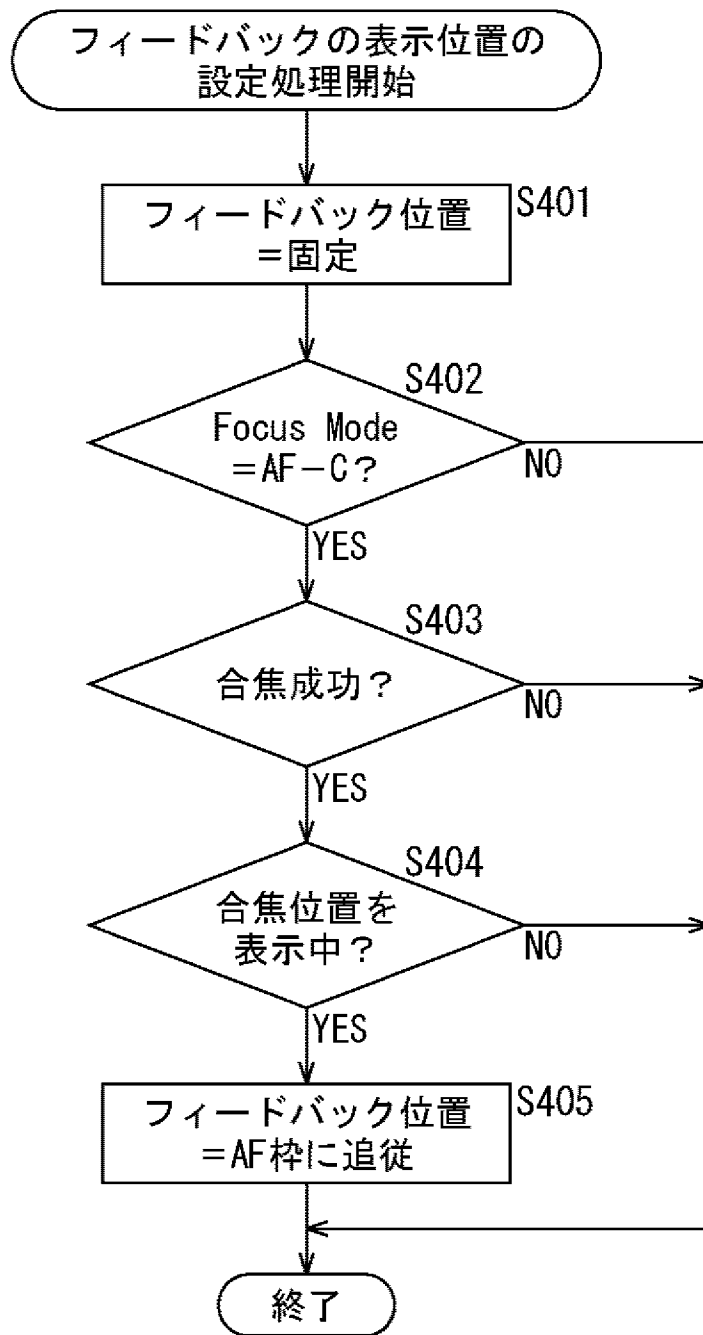 フィードバックの表示位置の
設定処理開始
フィードバック位置
=固定
S401
Focus Mode
=AF-C?
S402
NO
YES
合焦成功?
S403
NO
YES
合焦位置を
表示中?
S404
NO
YES
フィードバック位置
=AF枠に追従
S405
終了